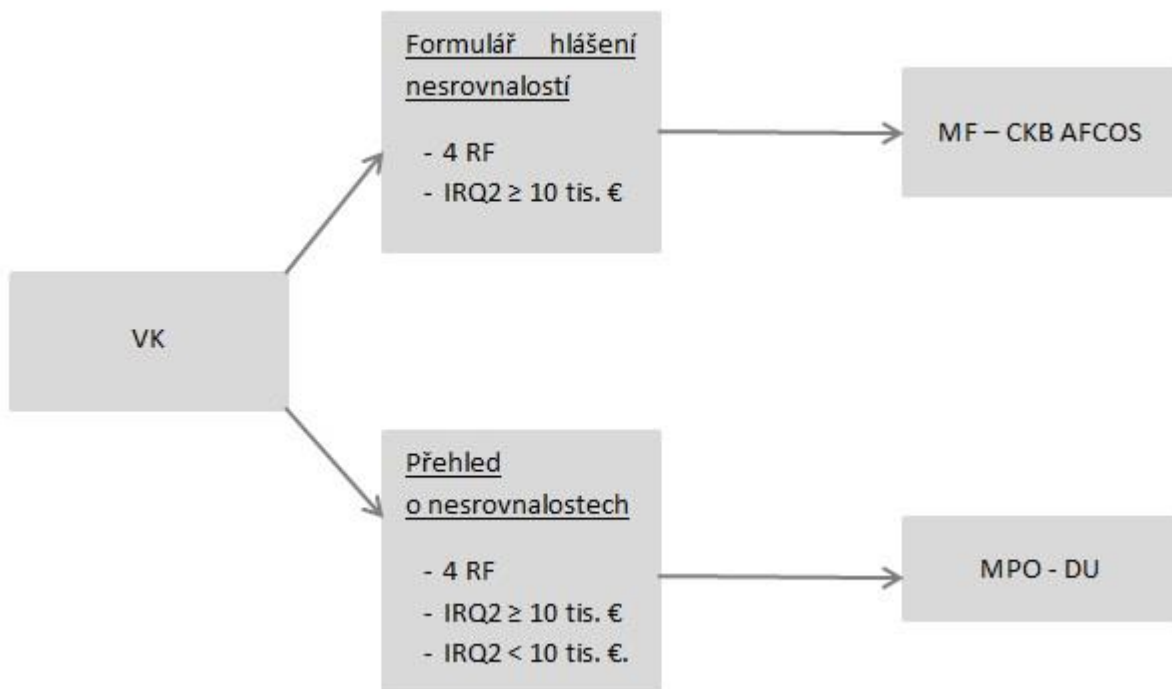 Formulář hlášení
nesrovnalostí
- 4 RF
- IRQ2 ≥ 10 tis. €
MF – CKB AFCOS
VK
Přehled
o nesrovnalostech
- 4 RF
- IRQ2 ≥ 10 tis. €
- IRQ2 < 10 tis. €.
MPO - DU